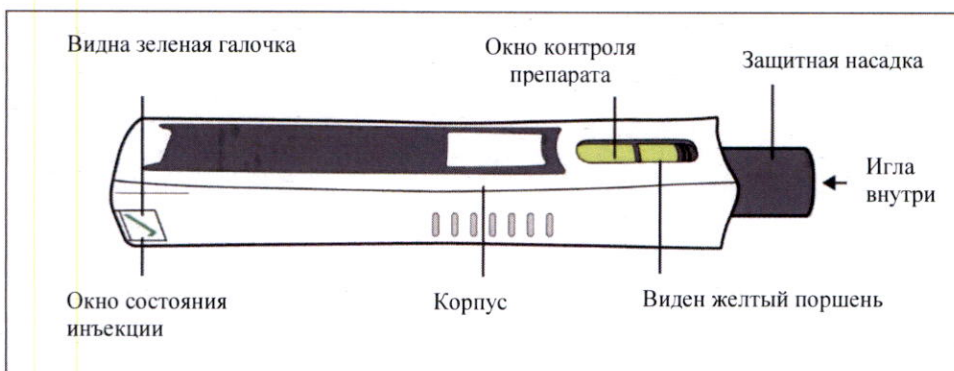 Видна зеленая галочка
Окно контроля
препарата
Защитная насадка
Игла
внутри
Окно состояния
инъекции
Корпус
Виден желтый поршень